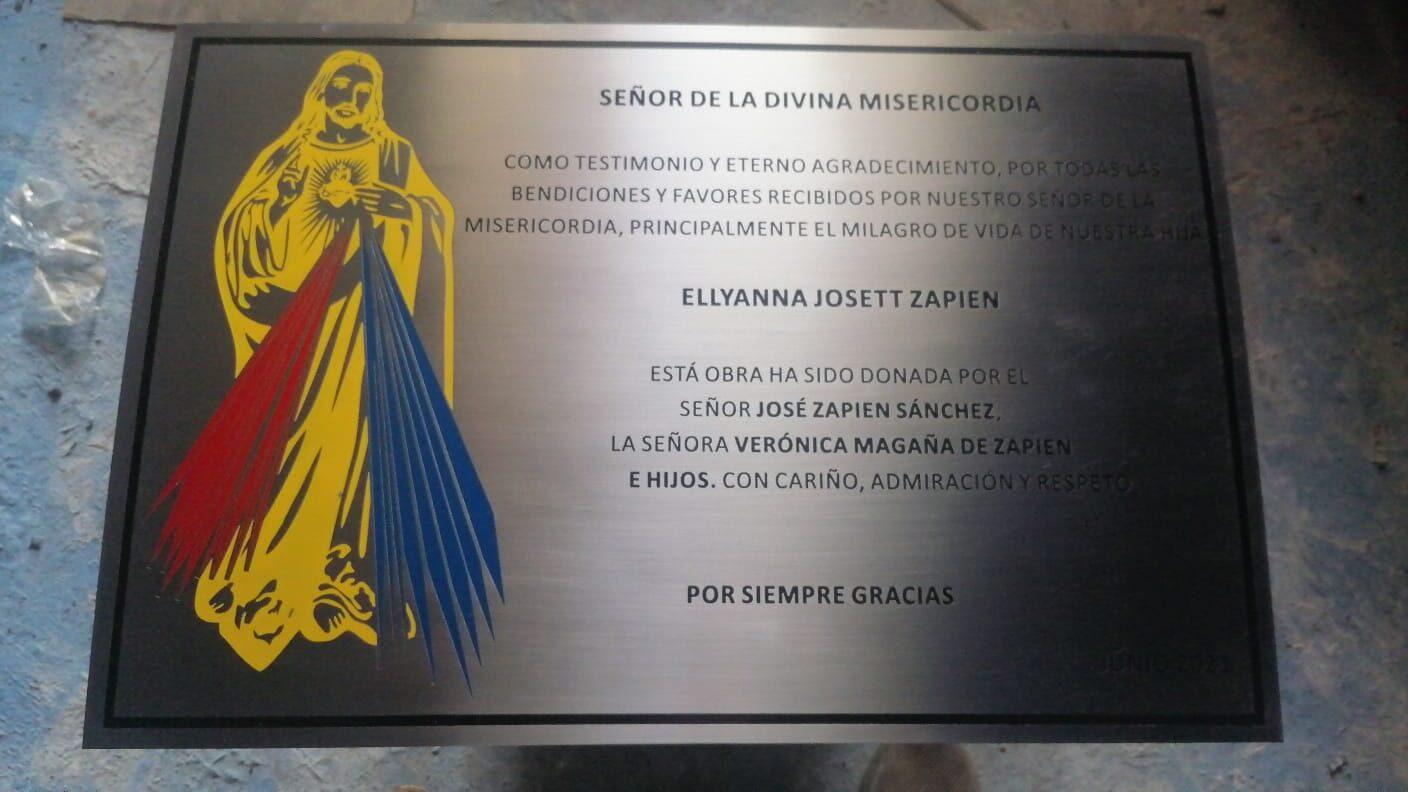 SEÑOR DE LA DIVINA MISERICORDIA
COMO TESTIMONIO Y ETERNO AGRADECIMIENTO, POR TODAS LAS
BENDICIONES Y FAVORES RECIBIDOS POR NUESTRO SEÑOR DE LA
MISERICORDIA, PRINCIPALMENTE EL MILAGRO DE VIDA DE NUESTRA HIJA
ELLYANNA JOSETT ZAPIEN
ESTÁ OBRA HA SIDO DONADA POR EL
SEÑOR JOSÉ ZAPIEN SÁNCHEZ,
LA SEÑORA VERÓNICA MAGAÑA DE ZAPIEN
E HIJOS. CON CARIÑO, ADMIRACIÓN Y RESPETO
POR SIEMPRE GRACIAS
JUNIO 2021